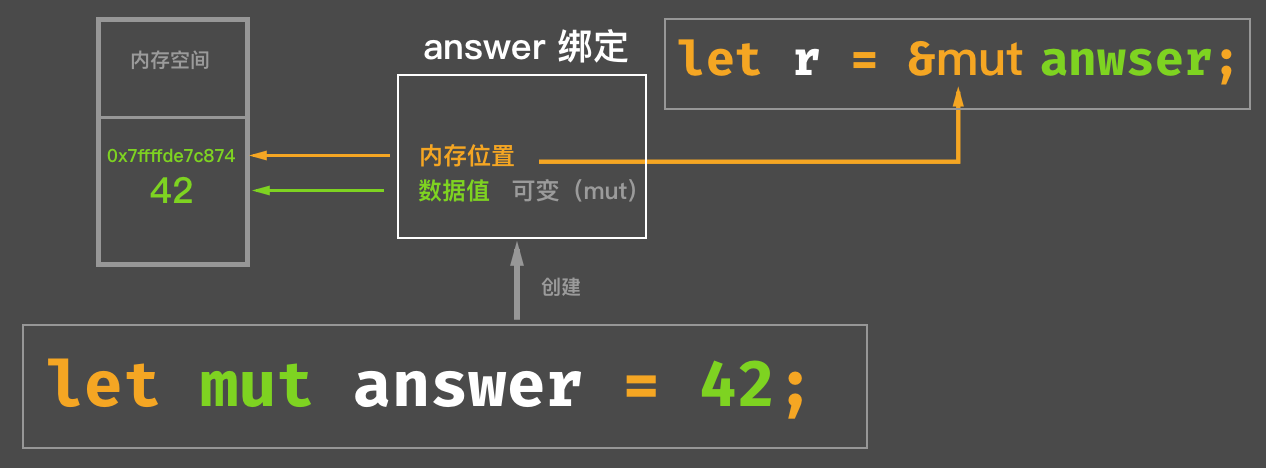 内存空间
0x7ffffde7c874
42
answer 绑定
内存位置
数据值 可变（mut）
let r = &mut anwser;
创建
let mut answer = 42;